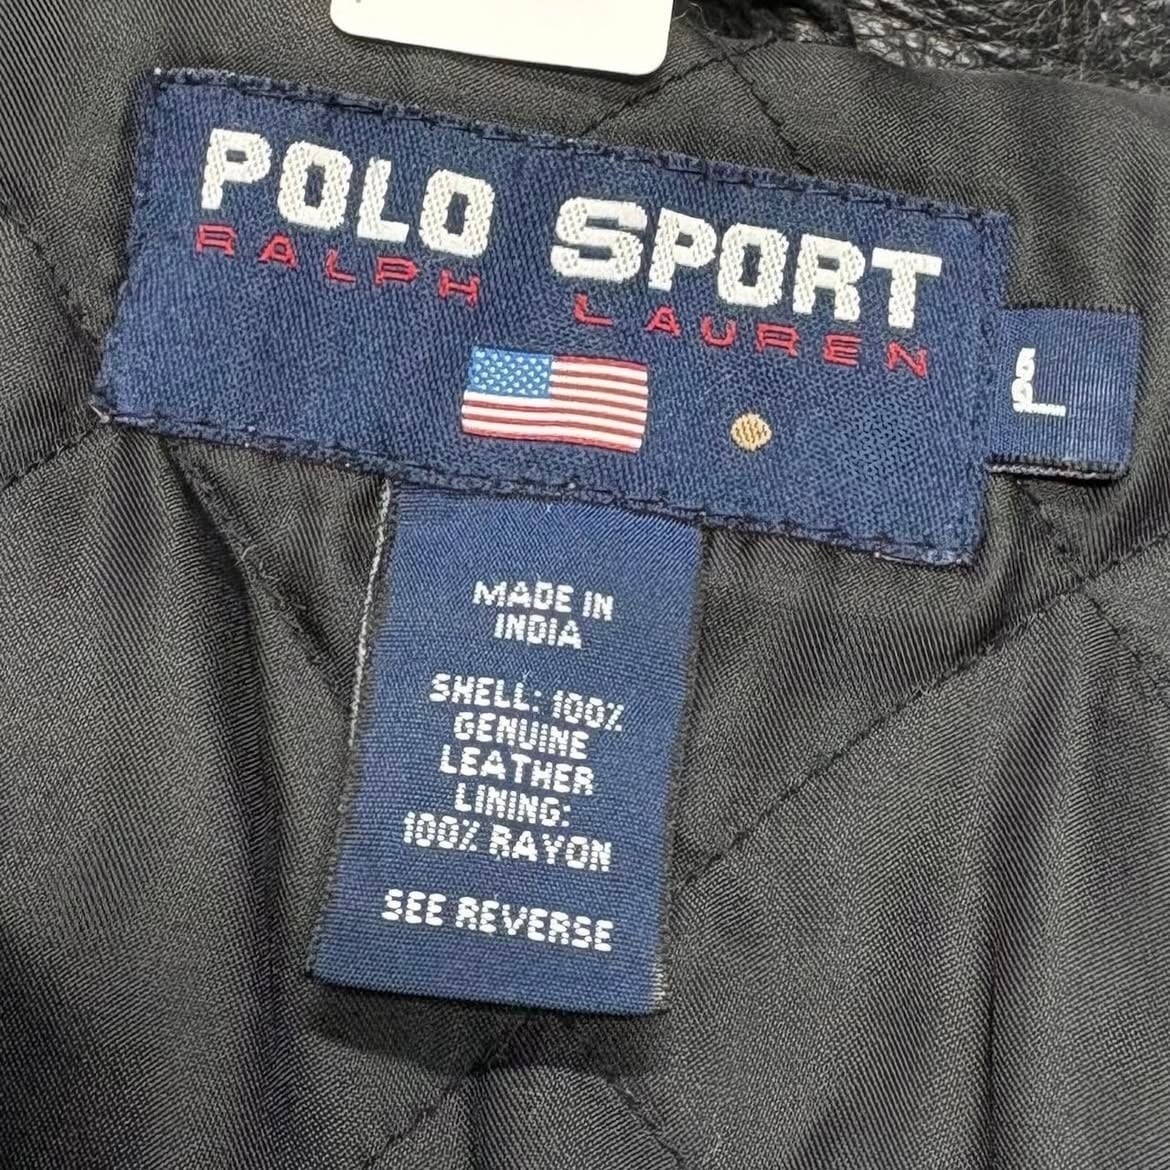 POLO SPORT
RALPH LAUREN
L
MADE IN
INDIA
SHELL: 100%
GENUINE
LEATHER
LINING:
100% RAYON
SEE REVERSE